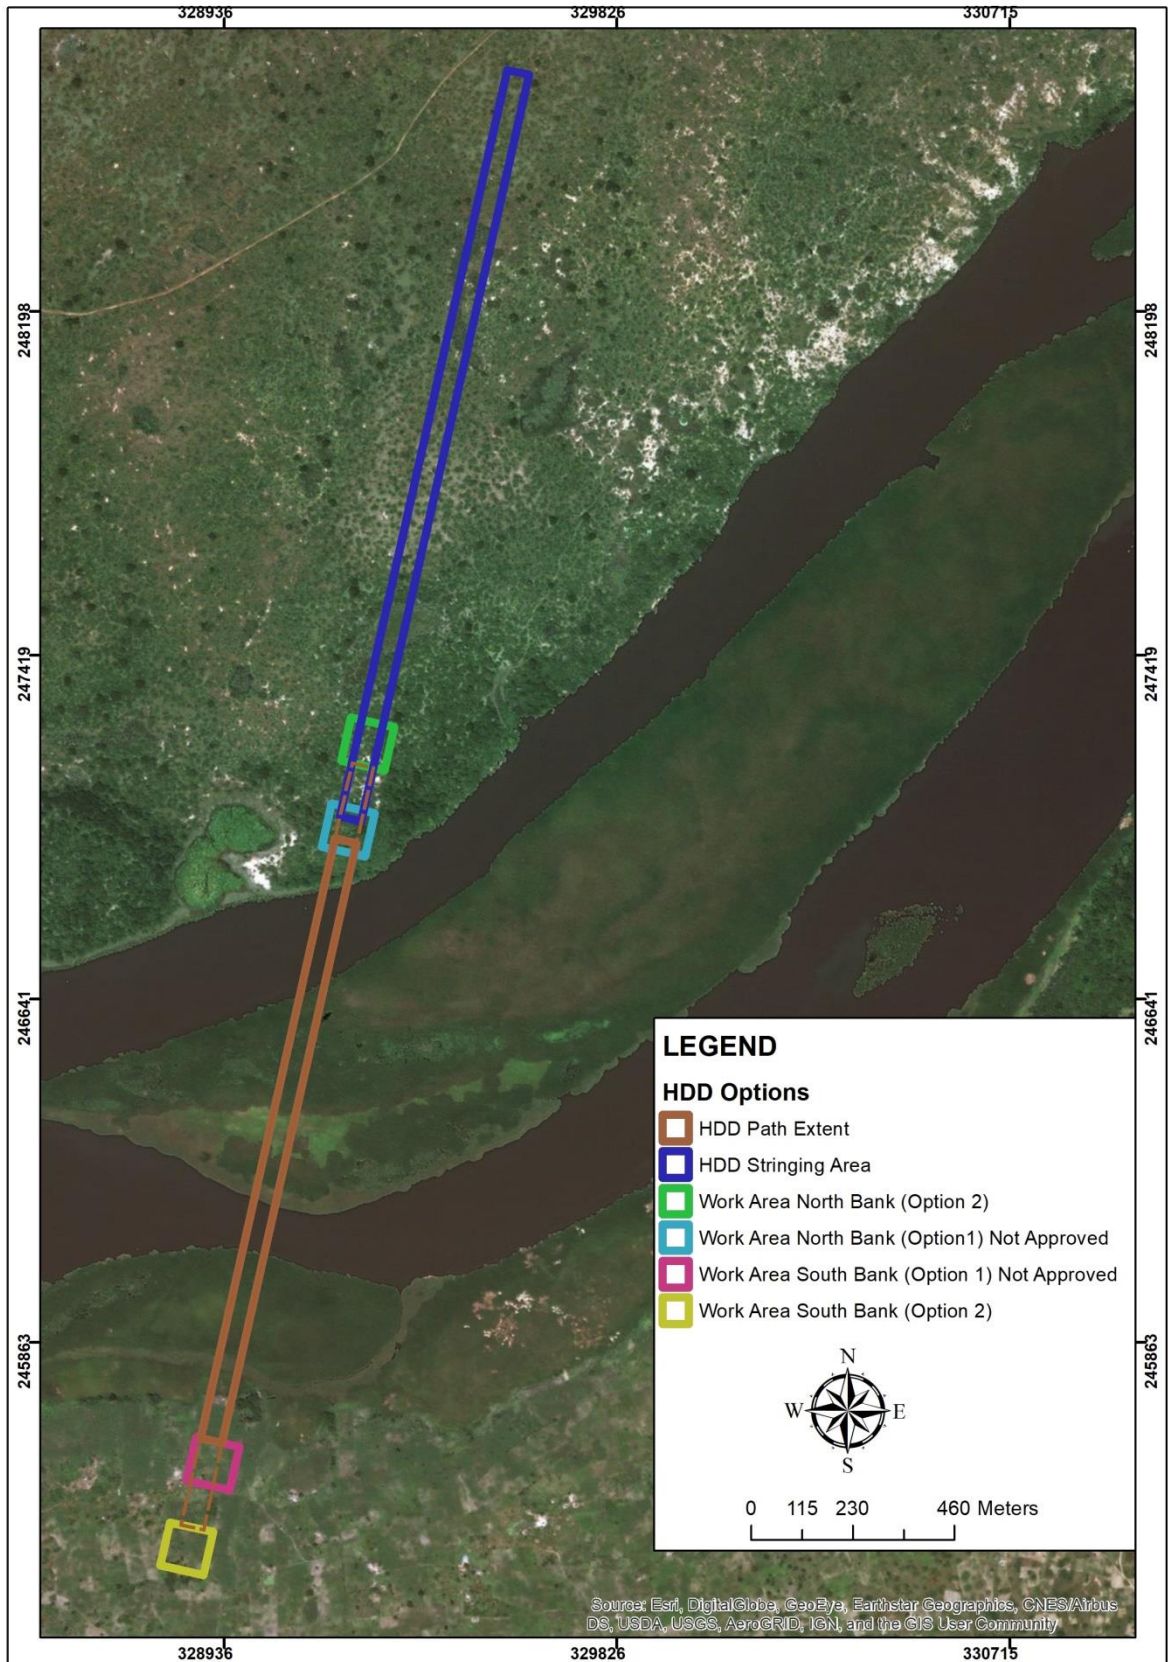 328936 329826 330715
248198 248198
247419 247419
246641 246641
LEGEND
HDD Options
HDD Path Extent
HDD Stringing Area
Work Area North Bank (Option 2)
Work Area North Bank (Option1) Not Approved
Work Area South Bank (Option 1) Not Approved
Work Area South Bank (Option 2)
245863 245863
N
W E
S
0 115 230 460 Meters
Source: Esri, DigitalGlobe, GeoEye, Earthstar Geographics, CNES/Airbus
DS, USDA, USGS, AeroGRID, IGN, and the GIS User Community
328936 329826 330715